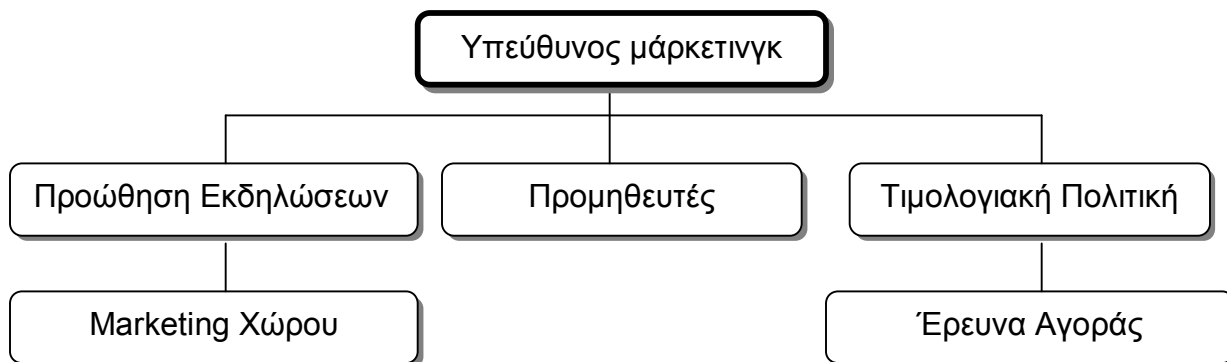 Υπεύθυνος μάρκετινγκ
Προώθηση Εκδηλώσεων
Προμηθευτές
Τιμολογιακή Πολιτική
Marketing Χώρου
Έρευνα Αγοράς